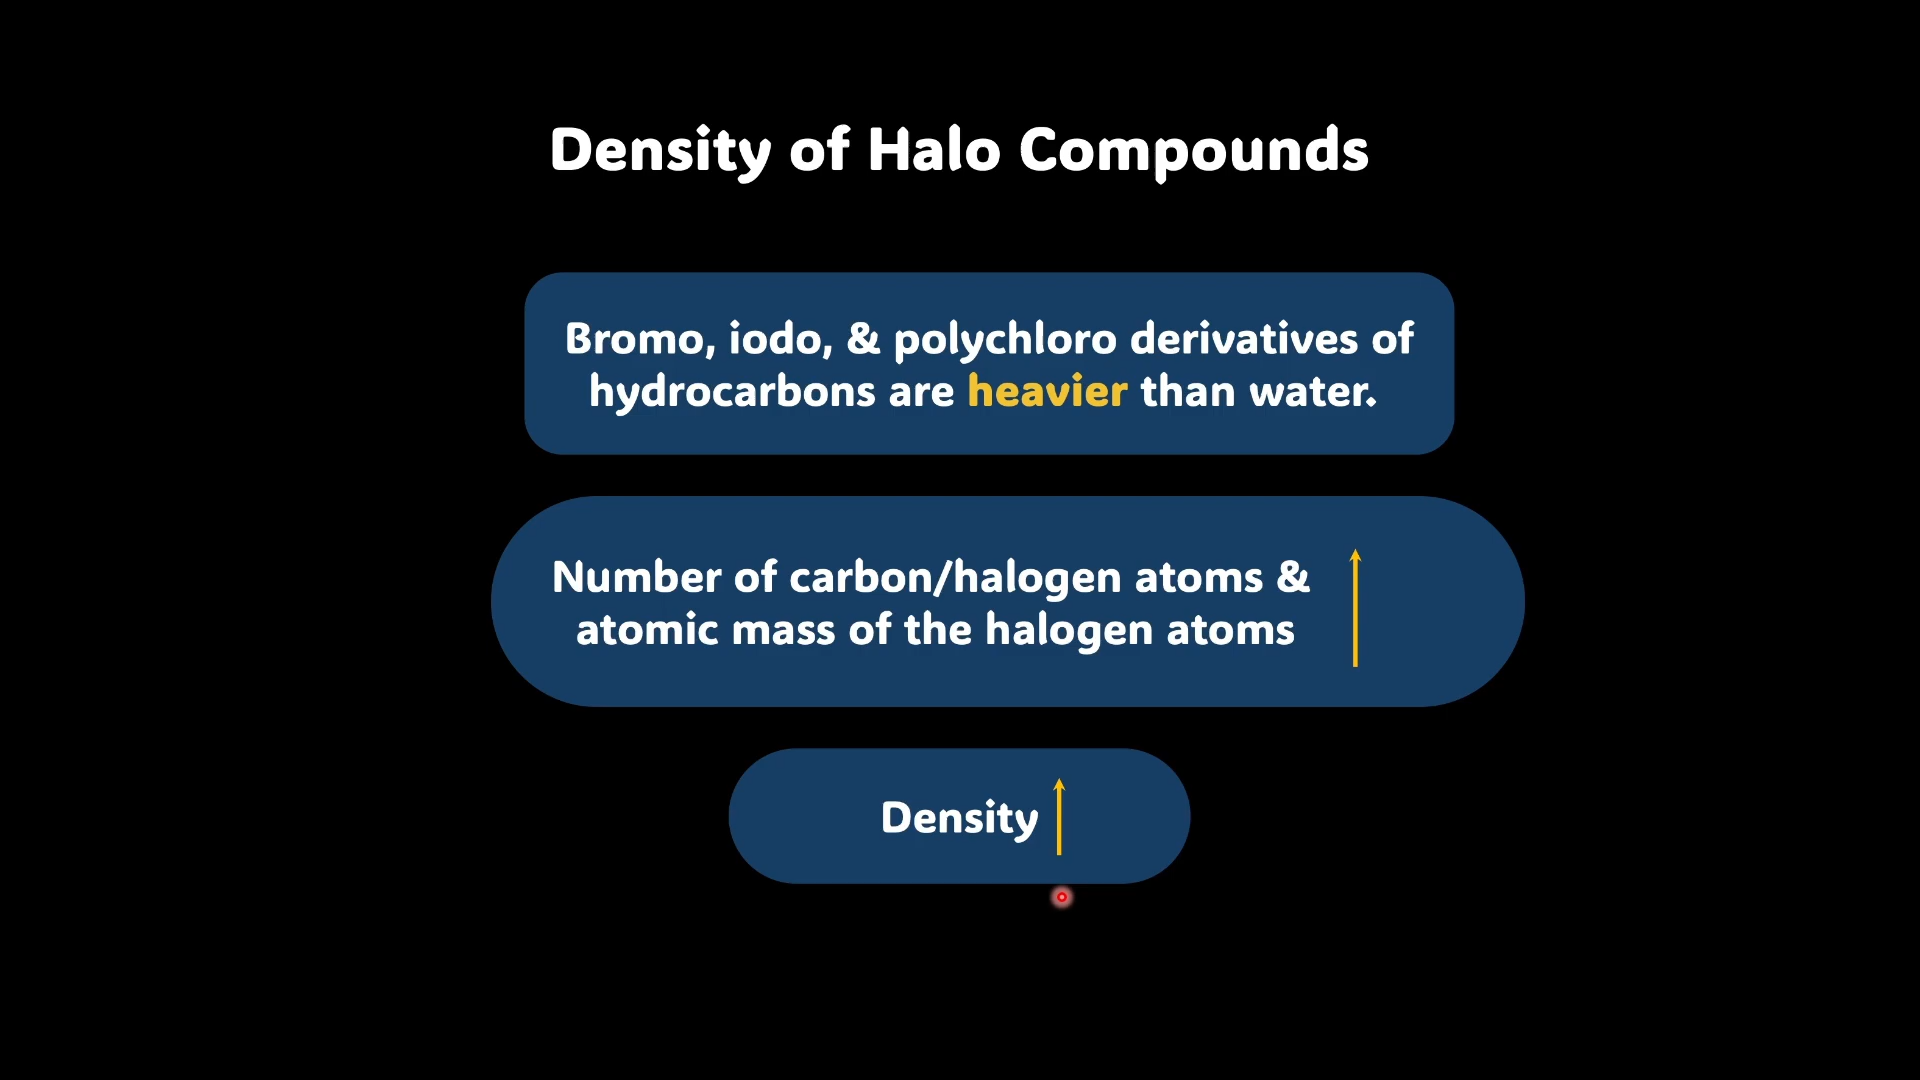 Density of Halo Compounds
Bromo, iodo, & polychloro derivatives of
hydrocarbons are heavier than water.
Number of carbon/halogen atoms &
atomic mass of the halogen atoms
Density